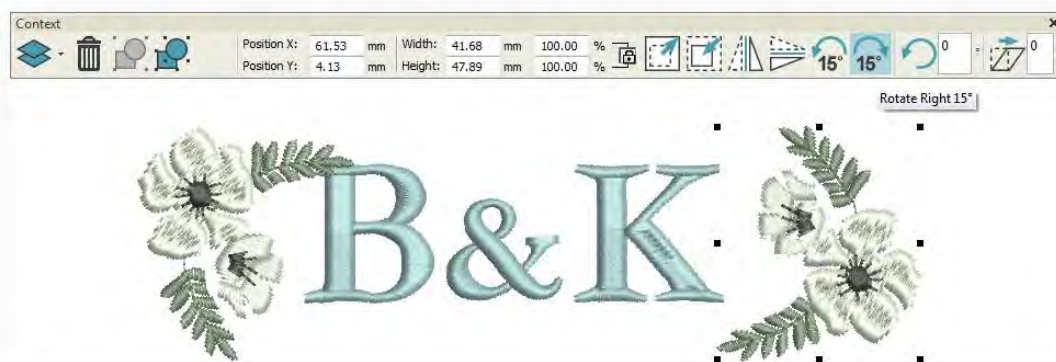 Context
Position X: 61.53 mm Width: 41.68 mm 100.00 % 15° 15° 0 ° 0
Position Y: 4.13 mm Height: 47.89 mm 100.00 %
Rotate Right 15°
B&K